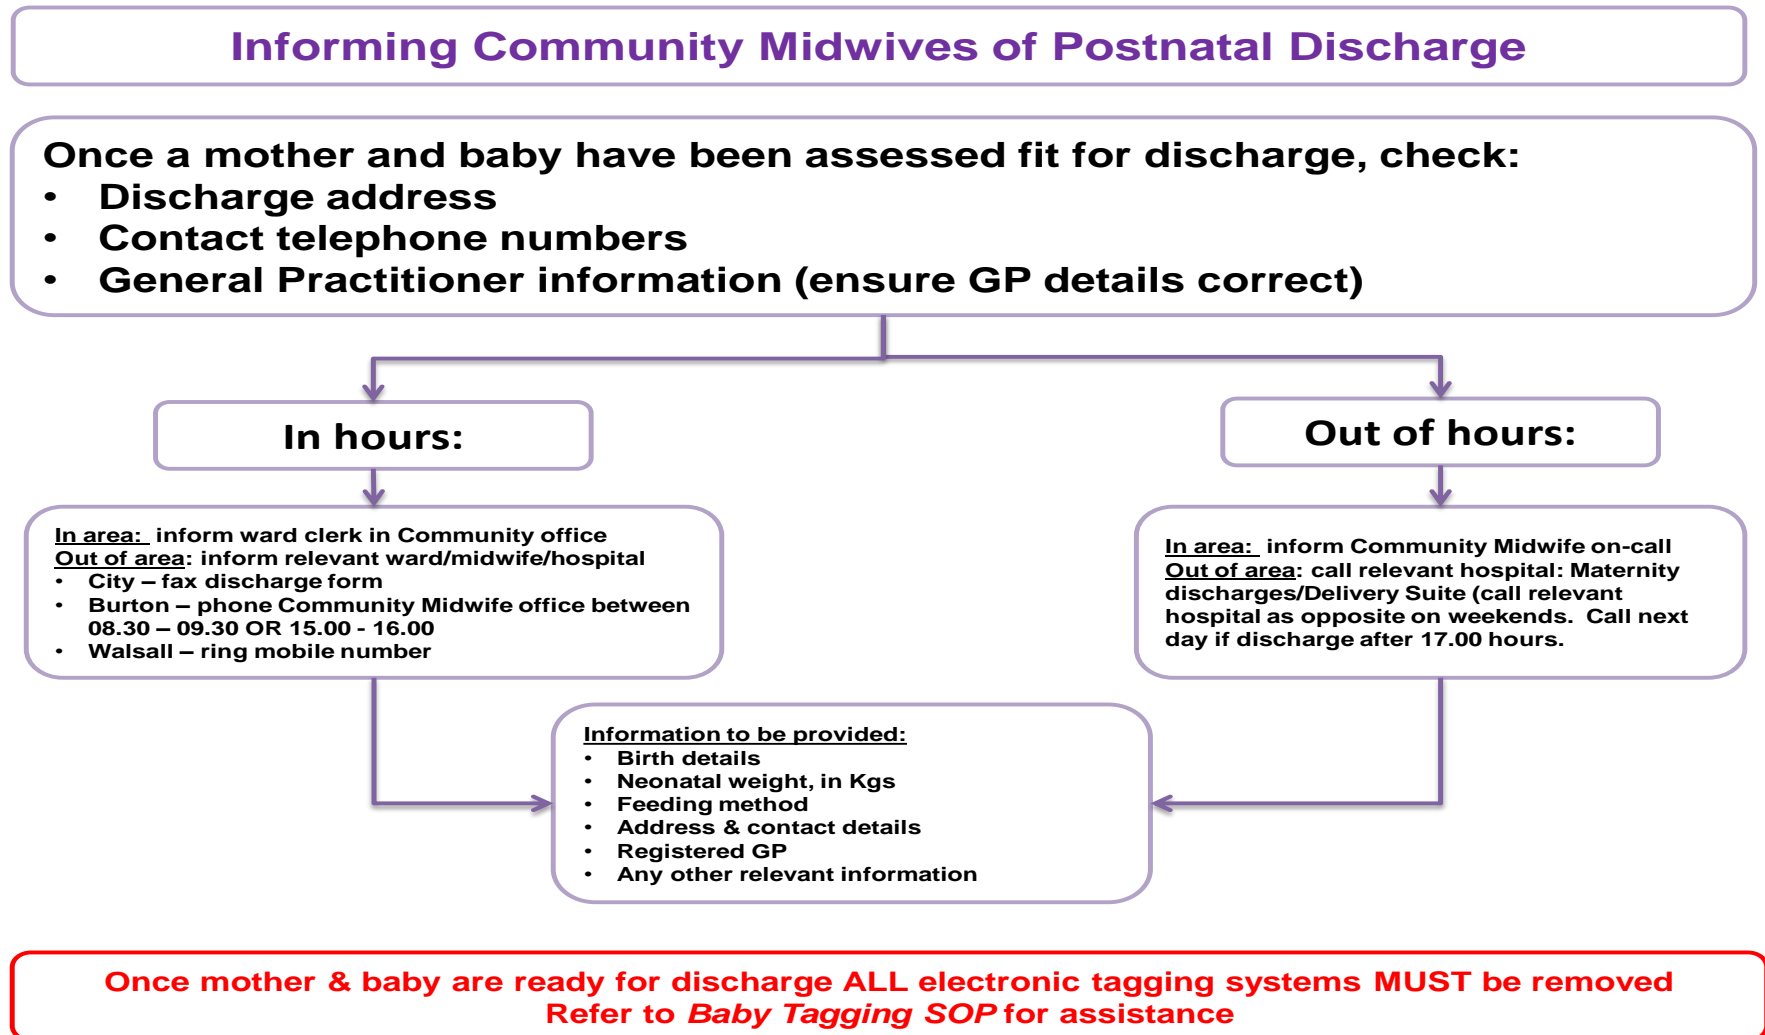 Informing Community Midwives of Postnatal Discharge
Once a mother and baby have been assessed fit for discharge, check:
• Discharge address
• Contact telephone numbers
• General Practitioner information (ensure GP details correct)
In hours:
Out of hours:
In area: inform ward clerk in Community office
Out of area: inform relevant ward/midwife/hospital
• City – fax discharge form
• Burton – phone Community Midwife office between
08.30 – 09.30 OR 15.00 - 16.00
• Walsall – ring mobile number
In area: inform Community Midwife on-call
Out of area: call relevant hospital: Maternity
discharges/Delivery Suite (call relevant
hospital as opposite on weekends. Call next
day if discharge after 17.00 hours.
Information to be provided:
• Birth details
• Neonatal weight, in Kgs
• Feeding method
• Address & contact details
• Registered GP
• Any other relevant information
Once mother & baby are ready for discharge ALL electronic tagging systems MUST be removed
Refer to Baby Tagging SOP for assistance